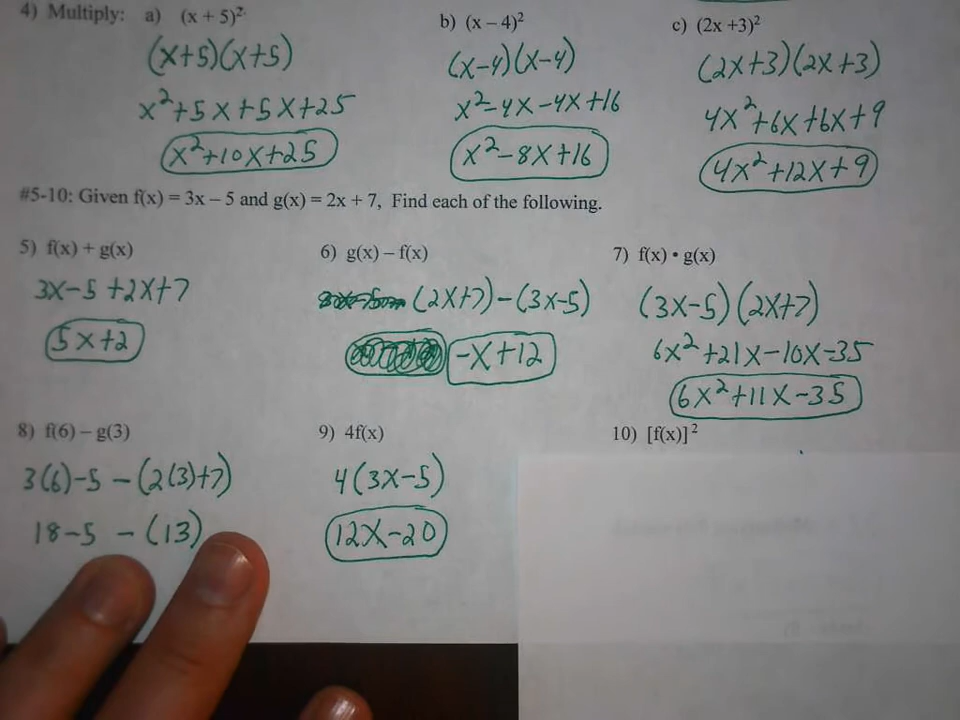 4) Multiply: a) (x + 5)² b) (x – 4)² c) (2x +3)²
(x+5)(x+5) (x-4)(x-4) (2x+3)(2x+3)
x²+5x+5x+25 x²-4x-4x+16 4x²+6x+6x+9
x²+10x+25 x²-8x+16 4x²+12x+9
#5-10: Given f(x) = 3x – 5 and g(x) = 2x + 7, Find each of the following.
5) f(x) + g(x) 6) g(x) – f(x) 7) f(x) • g(x)
3x-5+2x+7 (2x+7)-(3x-5) (3x-5)(2x+7)
5x+2 -x+12 6x²+21x-10x-35
6x²+11x-35
8) f(6) – g(3) 9) 4f(x) 10) [f(x)]²
3(6)-5 -(2(3)+7) 4(3x-5)
18-5 -(13) 12x-20